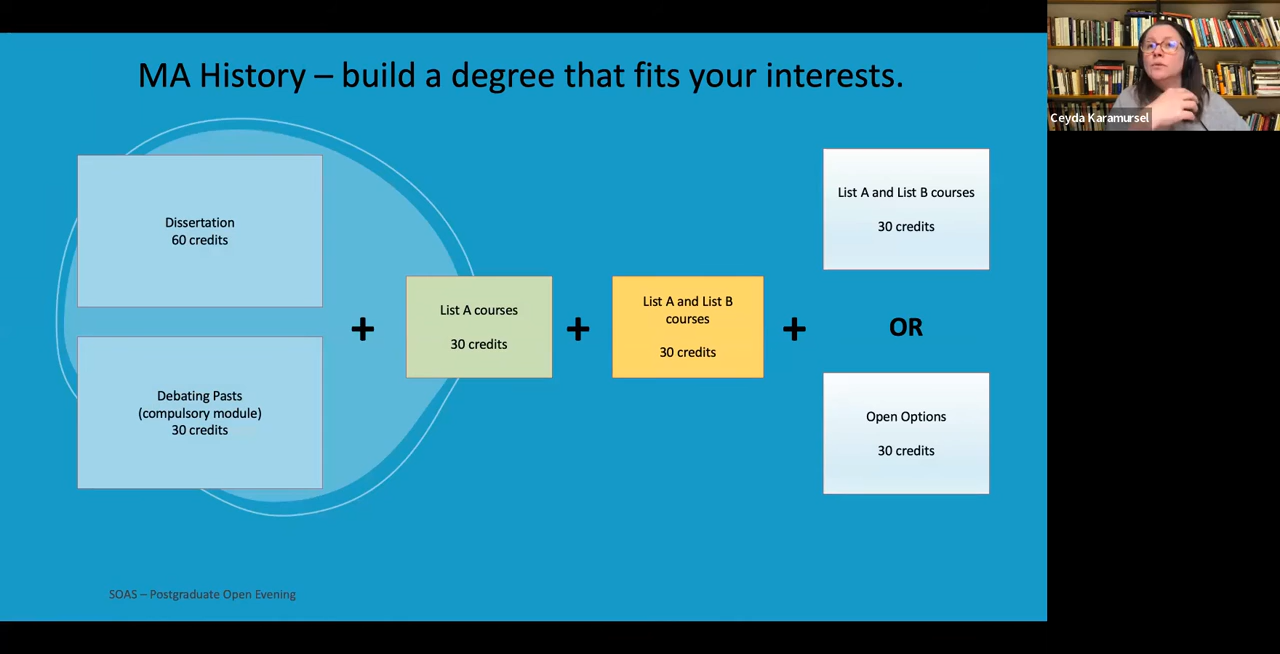 MA History – build a degree that fits your interests.
Ceyda Karamursel
Dissertation
60 credits
Debating Pasts
(compulsory module)
30 credits
+
List A courses
30 credits
+
List A and List B
courses
30 credits
+
List A and List B courses
30 credits
OR
Open Options
30 credits
SOAS – Postgraduate Open Evening